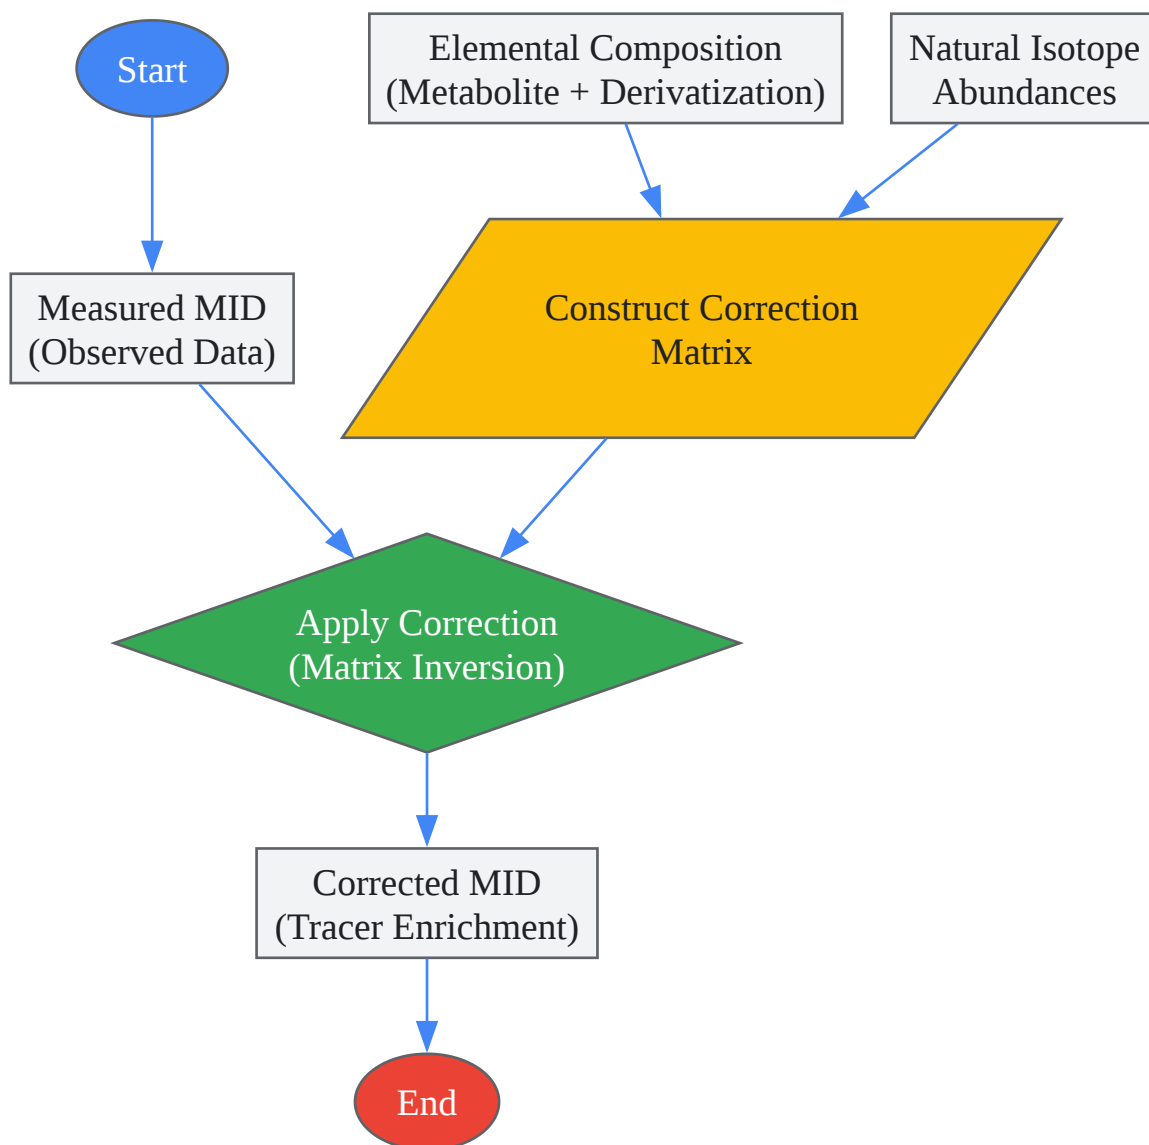 Start
Elemental Composition
(Metabolite + Derivatization)
Natural Isotope
Abundances
Measured MID
(Observed Data)
Construct Correction
Matrix
Apply Correction
(Matrix Inversion)
Corrected MID
(Tracer Enrichment)
End